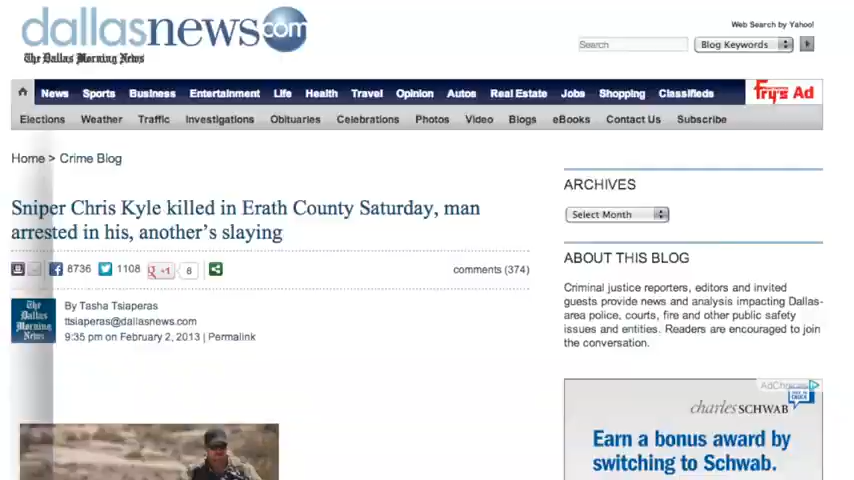 dallasnews.com
The Dallas Morning News
Web Search by Yahoo!
Search
Blog Keywords
News Sports Business Entertainment Life Health Travel Opinion Autos Real Estate Jobs Shopping Classifieds
Fry's Ad
Elections Weather Traffic Investigations Obituaries Celebrations Photos Video Blogs eBooks Contact Us Subscribe
Home > Crime Blog
Sniper Chris Kyle killed in Erath County Saturday, man
arrested in his, another's slaying
8736 1108 +1 8
comments (374)
The
Dallas
Morning
News
By Tasha Tsiaperas
ttsiaperas@dallasnews.com
9:35 pm on February 2, 2013 | Permalink
ARCHIVES
Select Month
ABOUT THIS BLOG
Criminal justice reporters, editors and invited
guests provide news and analysis impacting Dallas-
area police, courts, fire and other public safety
issues and entities. Readers are encouraged to join
the conversation.
AdChoices
charles SCHWAB
Earn a bonus award by
switching to Schwab.